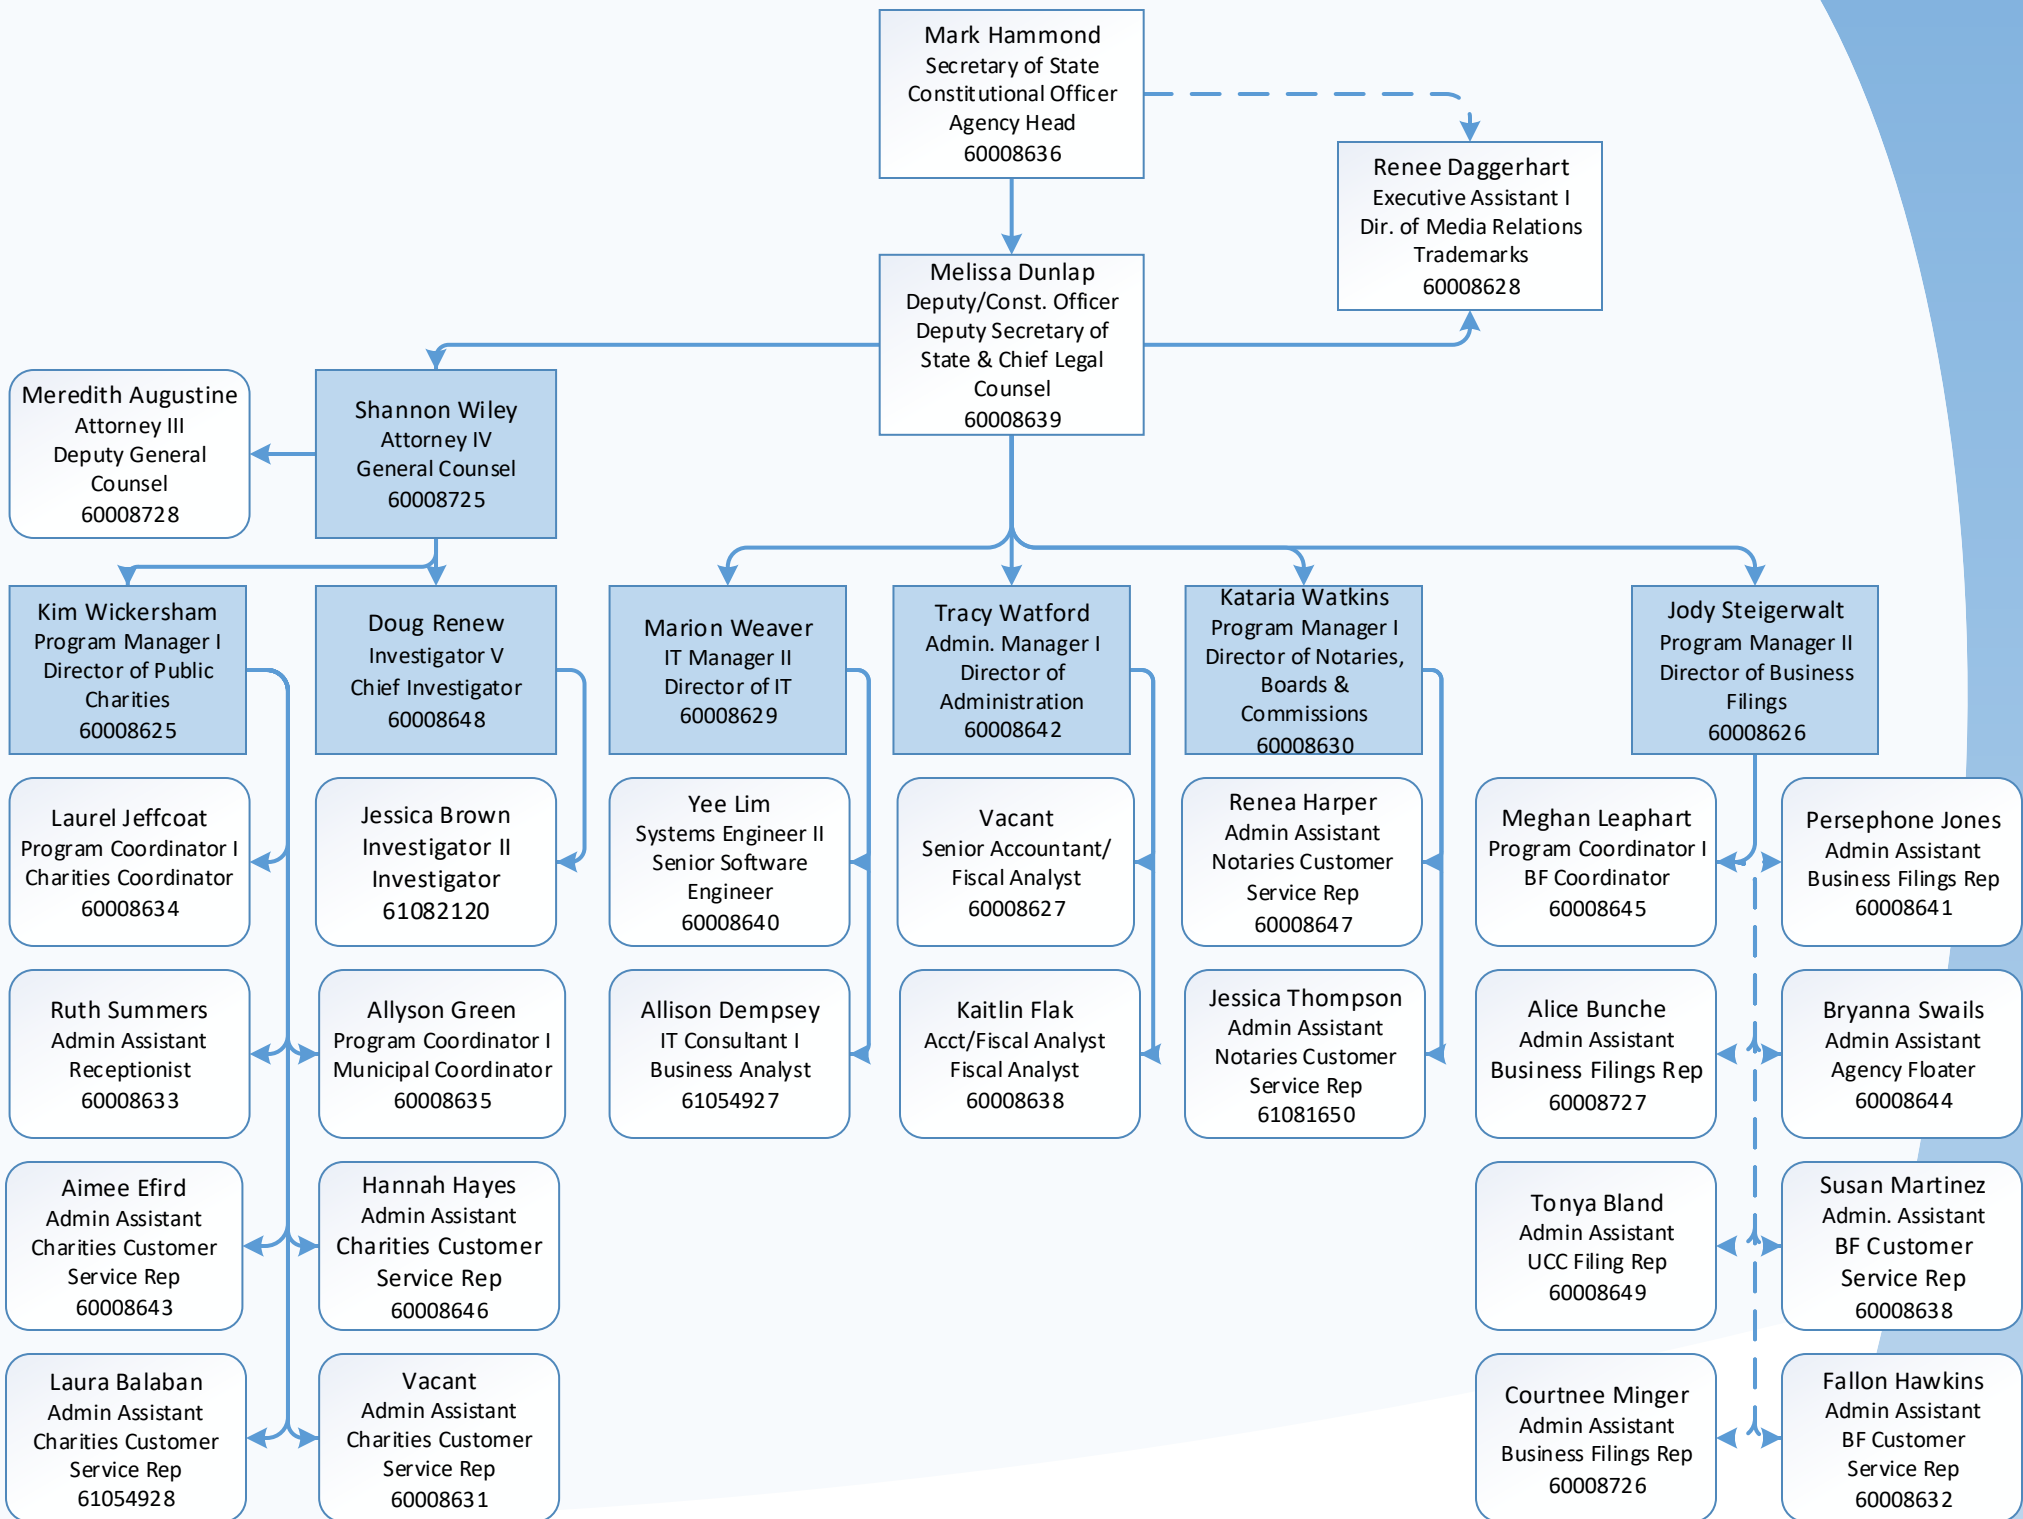 Mark Hammond
Secretary of State
Constitutional Officer
Agency Head
60008636
Renee Daggerhart
Executive Assistant I
Dir. of Media Relations
Trademarks
60008628
Melissa Dunlap
Deputy/Const. Officer
Deputy Secretary of
State & Chief Legal
Counsel
60008639
Meredith Augustine
Attorney III
Deputy General
Counsel
60008728
Shannon Wiley
Attorney IV
General Counsel
60008725
Kim Wickersham
Program Manager I
Director of Public
Charities
60008625
Doug Renew
Investigator V
Chief Investigator
60008648
Marion Weaver
IT Manager II
Director of IT
60008629
Tracy Watford
Admin. Manager I
Director of
Administration
60008642
Kataria Watkins
Program Manager I
Director of Notaries,
Boards &
Commissions
60008630
Jody Steigerwalt
Program Manager II
Director of Business
Filings
60008626
Laurel Jeffcoat
Program Coordinator I
Charities Coordinator
60008634
Jessica Brown
Investigator II
Investigator
61082120
Yee Lim
Systems Engineer II
Senior Software
Engineer
60008640
Vacant
Senior Accountant/
Fiscal Analyst
60008627
Renea Harper
Admin Assistant
Notaries Customer
Service Rep
60008647
Meghan Leaphart
Program Coordinator I
BF Coordinator
60008645
Persephone Jones
Admin Assistant
Business Filings Rep
60008641
Ruth Summers
Admin Assistant
Receptionist
60008633
Allyson Green
Program Coordinator I
Municipal Coordinator
60008635
Allison Dempsey
IT Consultant I
Business Analyst
61054927
Kaitlin Flak
Acct/Fiscal Analyst
Fiscal Analyst
60008638
Jessica Thompson
Admin Assistant
Notaries Customer
Service Rep
61081650
Alice Bunche
Admin Assistant
Business Filings Rep
60008727
Bryanna Swails
Admin Assistant
Agency Floater
60008644
Aimee Efird
Admin Assistant
Charities Customer
Service Rep
60008643
Hannah Hayes
Admin Assistant
Charities Customer
Service Rep
60008646
Tonya Bland
Admin Assistant
UCC Filing Rep
60008649
Susan Martinez
Admin. Assistant
BF Customer
Service Rep
60008638
Laura Balaban
Admin Assistant
Charities Customer
Service Rep
61054928
Vacant
Admin Assistant
Charities Customer
Service Rep
60008631
Courtnee Minger
Admin Assistant
Business Filings Rep
60008726
Fallon Hawkins
Admin Assistant
BF Customer
Service Rep
60008632